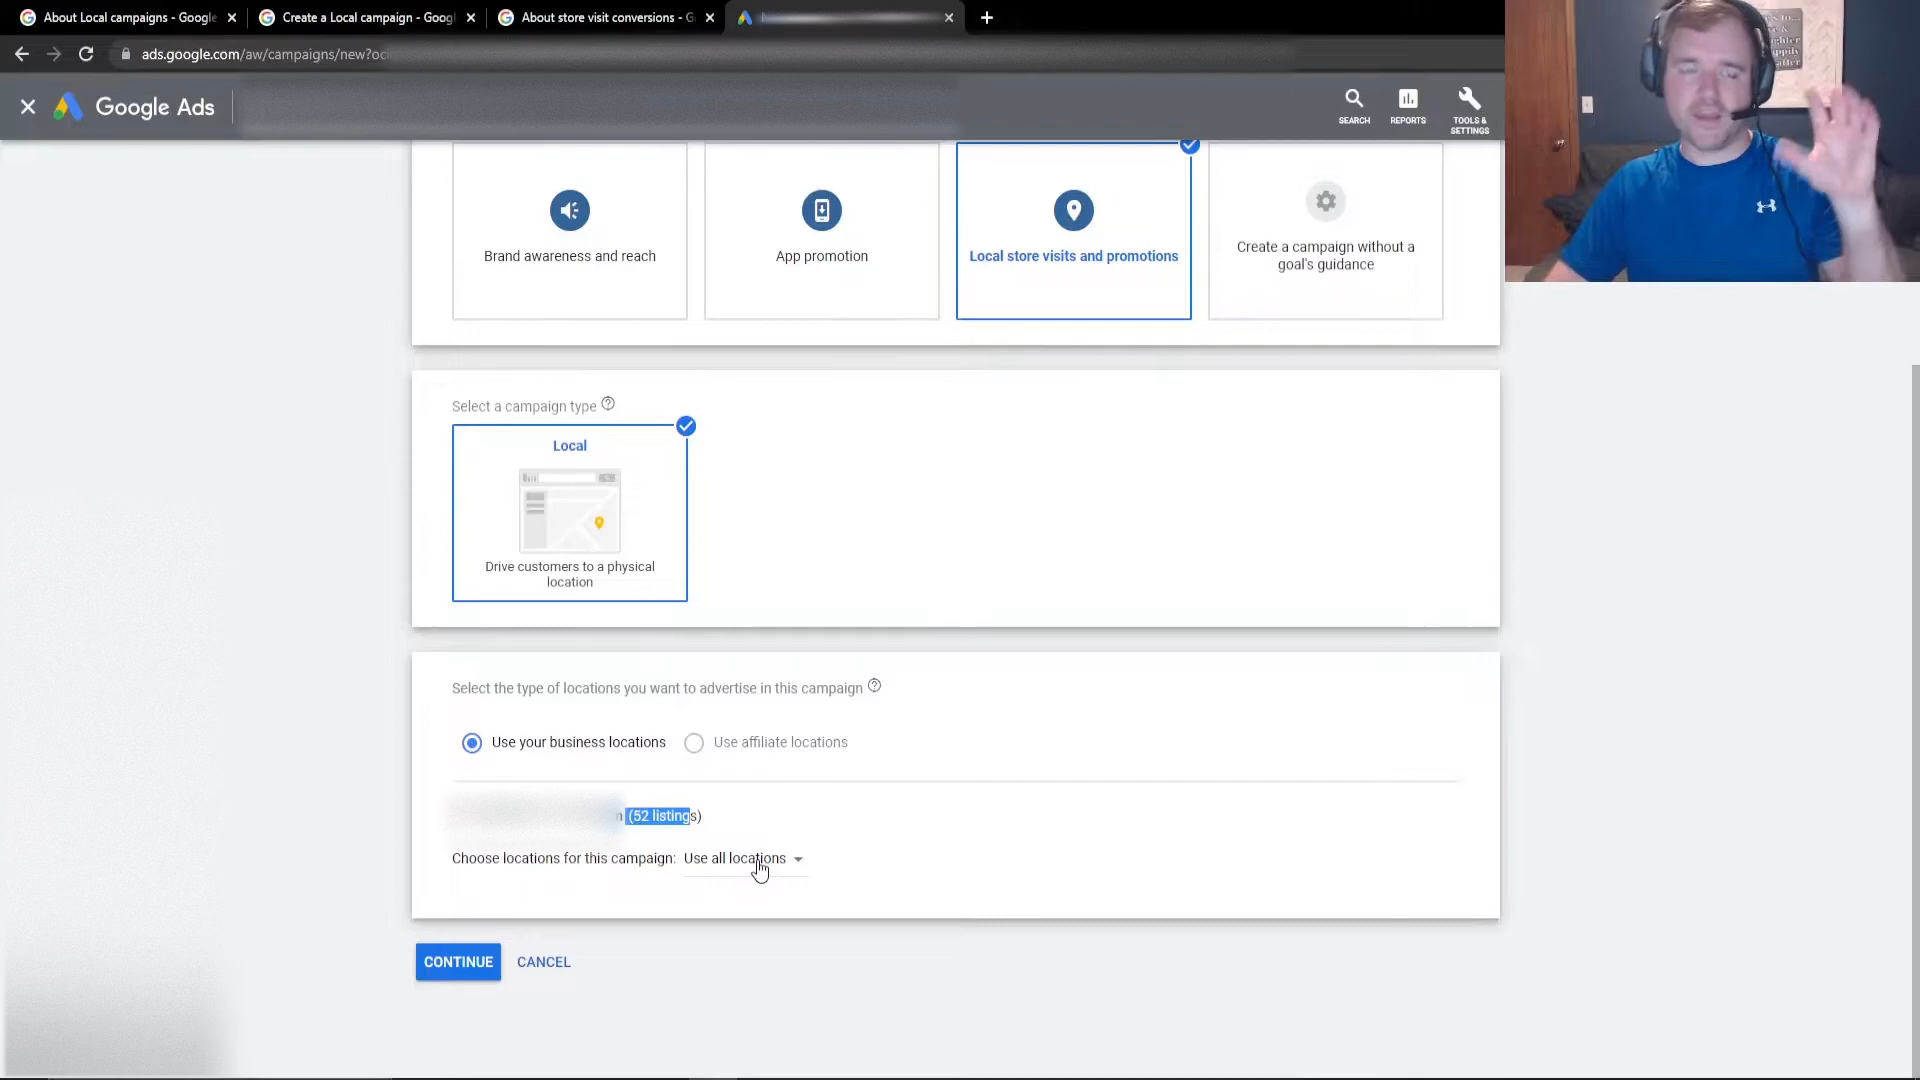 About Local campaigns - Google
Create a Local campaign - Googl
About store visit conversions - G
ads.google.com/aw/campaigns/new?oc
Google Ads
SEARCH
REPORTS
TOOLS &
SETTINGS
Brand awareness and reach
App promotion
Local store visits and promotions
Create a campaign without a
goal's guidance
Select a campaign type
Local
Drive customers to a physical
location
Select the type of locations you want to advertise in this campaign
Use your business locations
Use affiliate locations
n (52 listings)
Choose locations for this campaign: Use all locations
CONTINUE
CANCEL